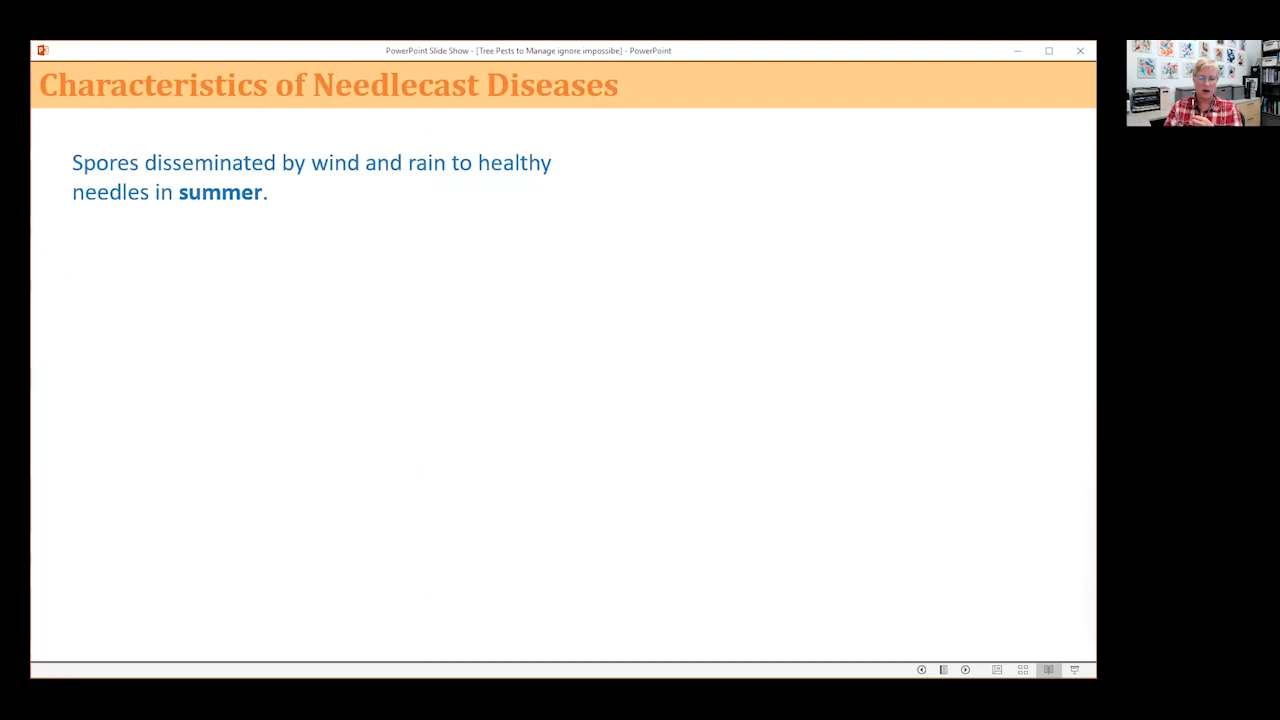 PowerPoint Slide Show - [Tree Pests to Manage ignore impossibe] - PowerPoint
Characteristics of Needlecast Diseases
Spores disseminated by wind and rain to healthy
needles in summer.